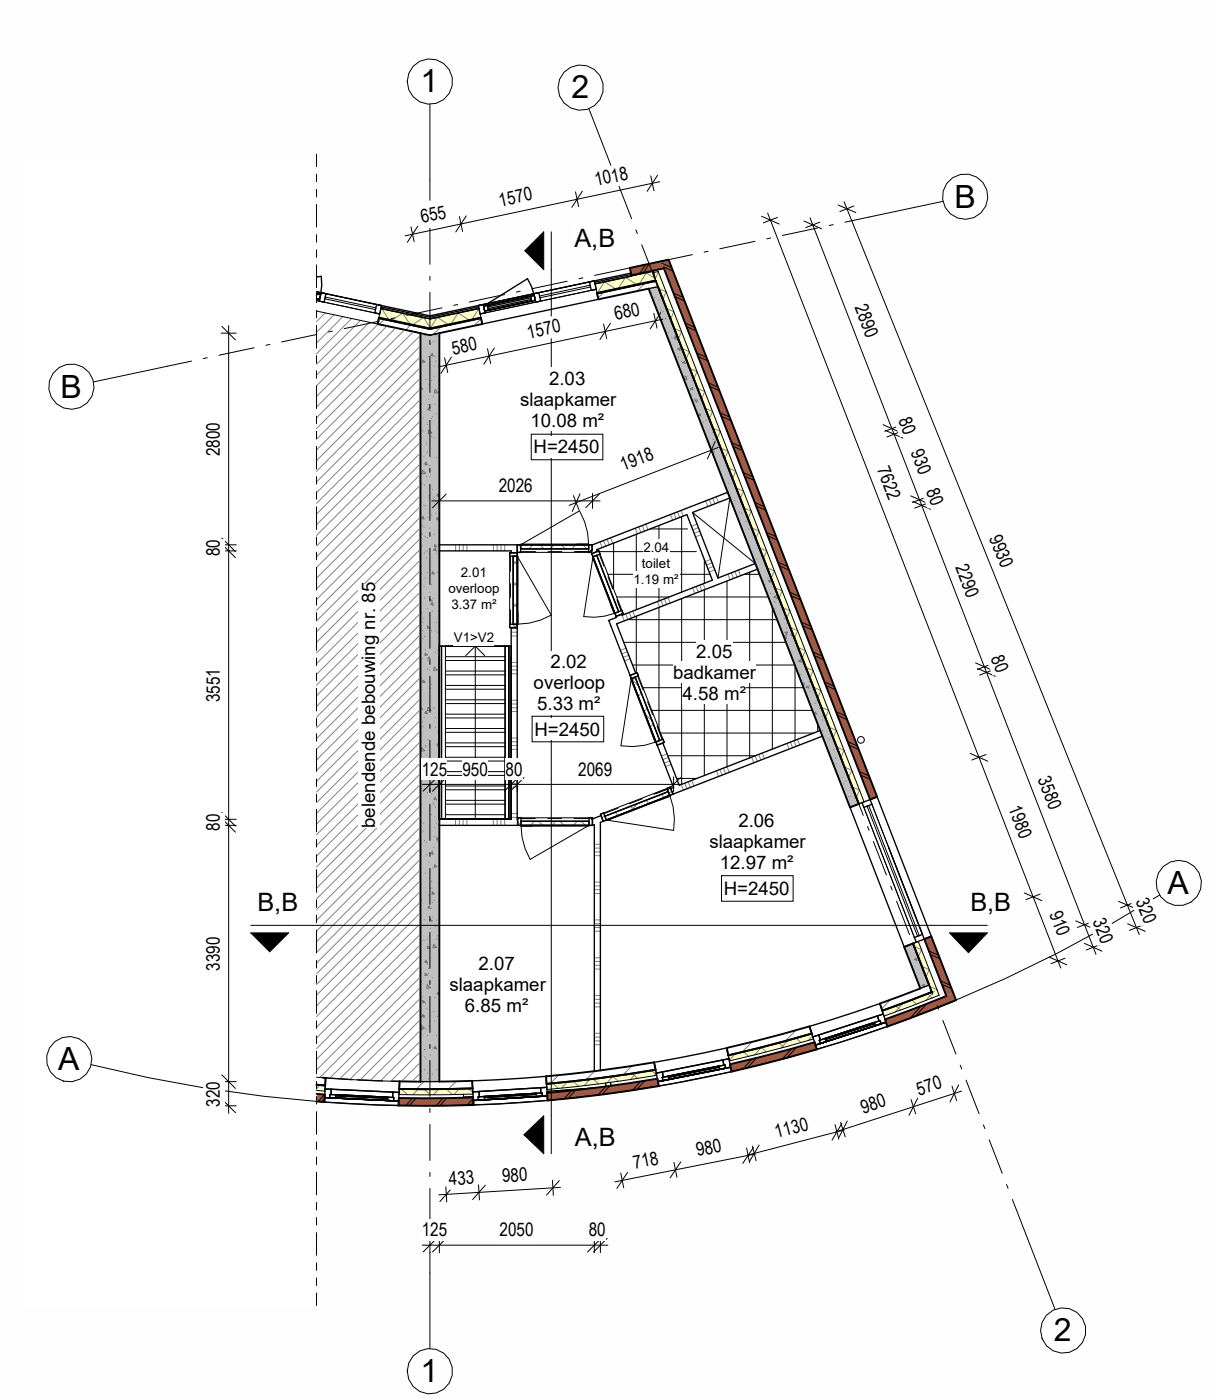 1
2
1018
1570
655
B
A,B
680
1570
580
2890
B
2.03
slaapkamer
10.08 m²
H=2450
2800
1918
80
930
7622
80
2026
9930
80
2.04
toilet
1.19 m²
2.01
overloop
3.37 m²
2290
belendende bebouwing nr. 85
V1>V2
2.05
badkamer
4.58 m²
2.02
overloop
5.33 m²
H=2450
80
3551
125
950
80
2069
3580
1980
80
2.06
slaapkamer
12.97 m²
H=2450
A
B,B
B,B
320
320
910
3390
2.07
slaapkamer
6.85 m²
A
320
570
980
1130
980
718
A,B
433
980
125
2050
80
2
1